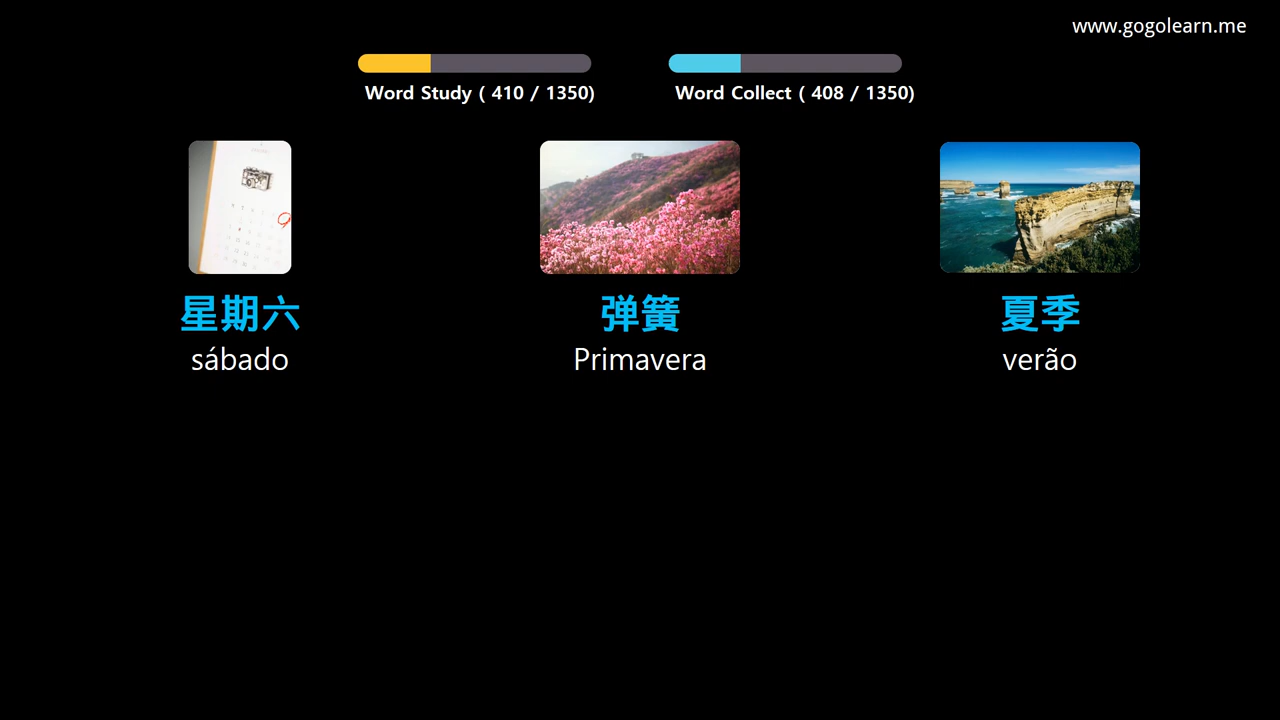 www.gogolearn.me
Word Study ( 410 / 1350)
Word Collect ( 408 / 1350)
星期六
弹簧
夏季
sábado
Primavera
verão